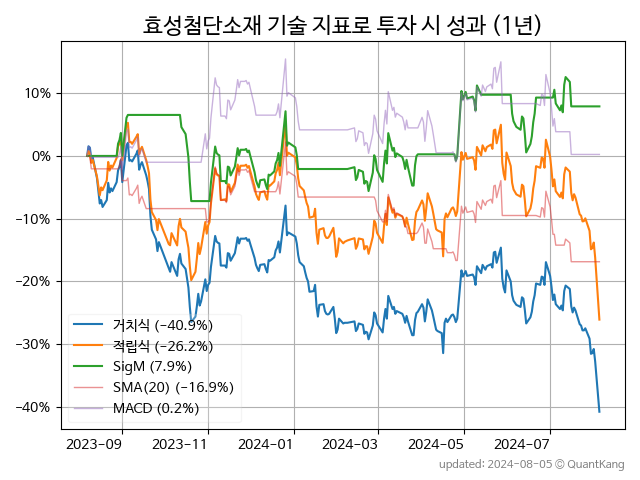 효성첨단소재 기술 지표로 투자 시 성과 (1년)
10%
0%
−10%
−20%
−30%
−40%
거치식 (−40.9%)
적립식 (−26.2%)
SigM (7.9%)
SMA(20) (−16.9%)
MACD (0.2%)
2023-09
2023-11
2024-01
2024-03
2024-05
2024-07
updated: 2024-08-05 © QuantKang